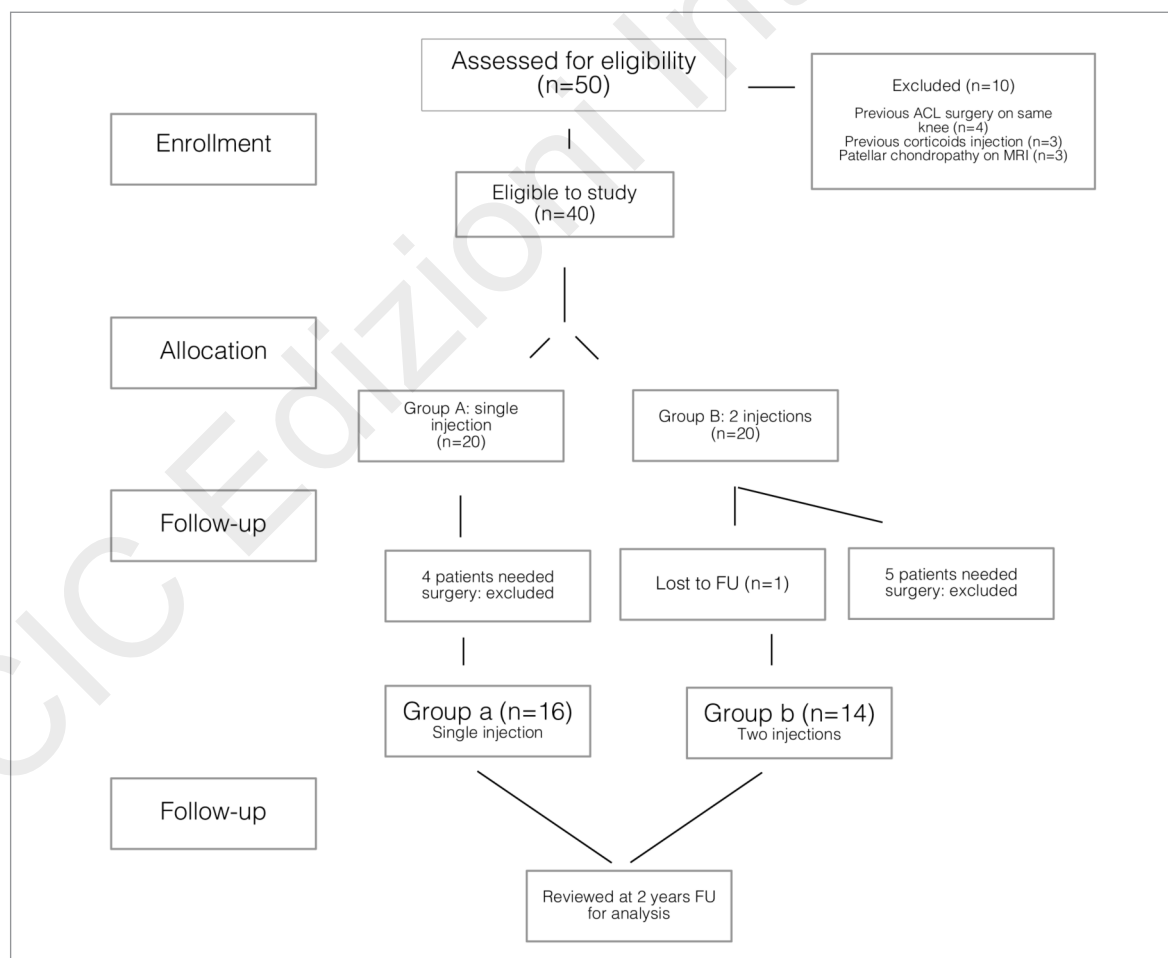 Assessed for eligibility
(n=50)
Excluded (n=10)
Previous ACL surgery on same
knee (n=4)
Previous corticoids injection (n=3)
Patellar chondropathy on MRI (n=3)
Enrollment
Eligible to study
(n=40)
Allocation
Group A: single
injection
(n=20)
Group B: 2 injections
(n=20)
Follow-up
4 patients needed
surgery: excluded
Lost to FU (n=1)
5 patients needed
surgery: excluded
Group a (n=16)
Single injection
Group b (n=14)
Two injections
Follow-up
Reviewed at 2 years FU
for analysis
CIC Edizioni